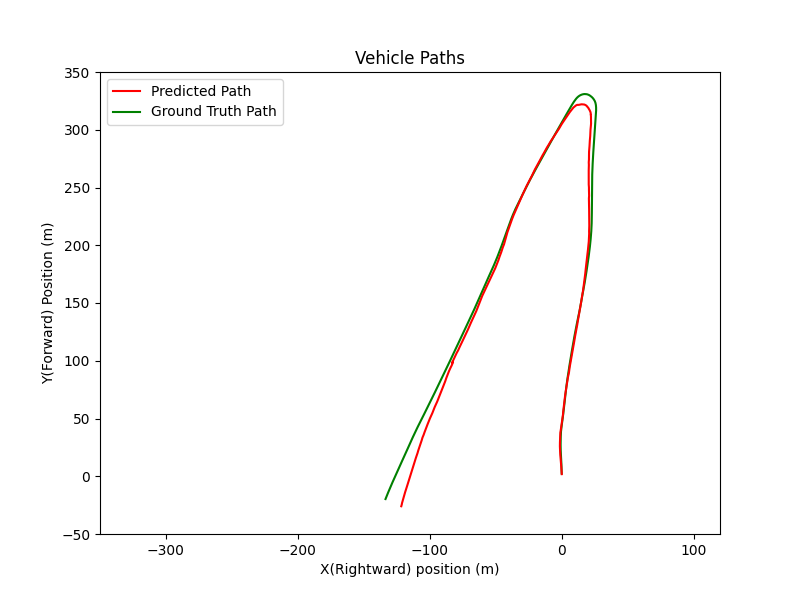 Vehicle Paths
Predicted Path
Ground Truth Path
350
300
250
200
150
100
50
0
−50
Y(Forward) Position (m)
−300
−200
−100
0
100
X(Rightward) position (m)